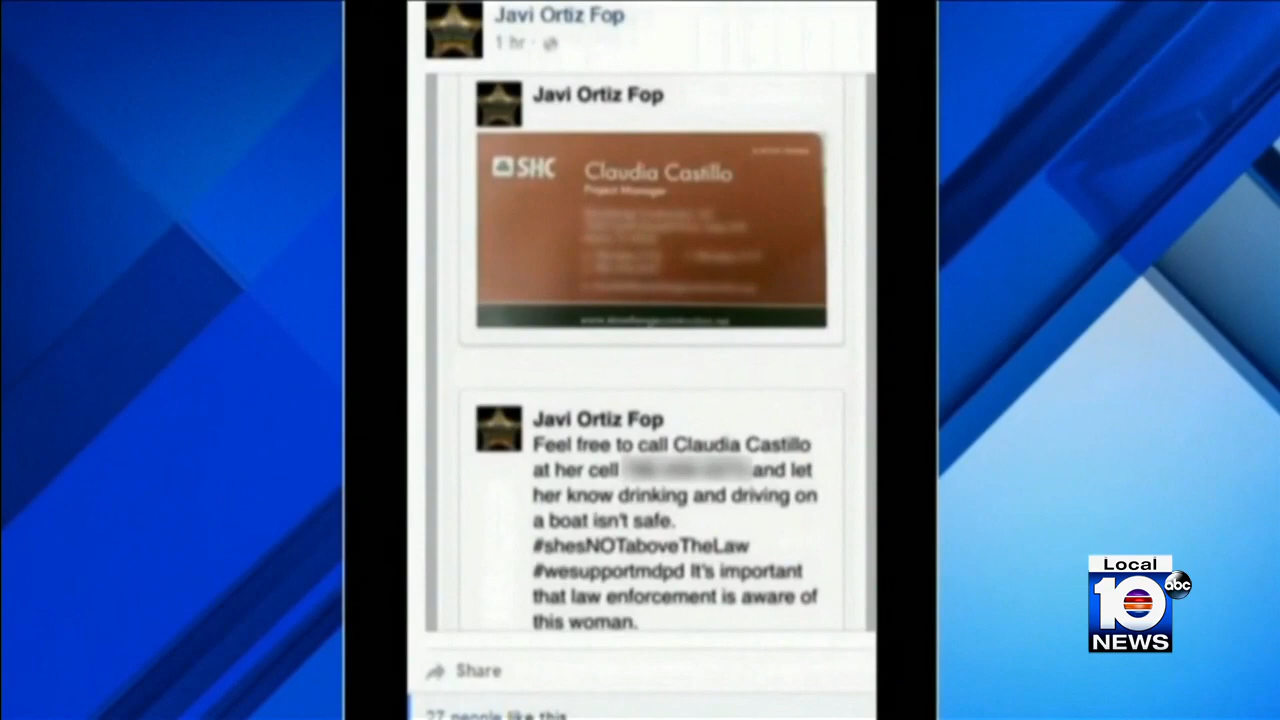 Javi Ortiz Fop
1 hr
Javi Ortiz Fop
SHC
Claudia Castillo
Project Manager
Javi Ortiz Fop
Feel free to call Claudia Castillo
at her cell and let
her know drinking and driving on
a boat isn't safe.
#shesNOTaboveTheLaw
#wesupportmdpd It's important
that law enforcement is aware of
this woman.
Share
27 people like this
Local
10
abc
NEWS